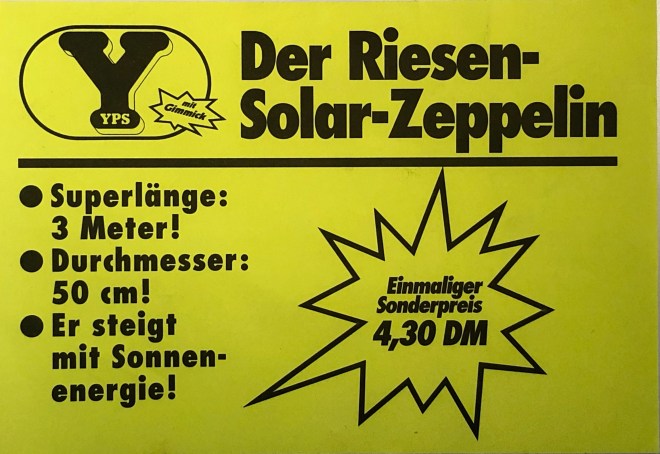 Y
YPS
mit
Gimmick
Der Riesen-
Solar-Zeppelin
● Superlänge:
3 Meter!
● Durchmesser:
50 cm!
● Er steigt
mit Sonnen-
energie!
Einmaliger
Sonderpreis
4,30 DM